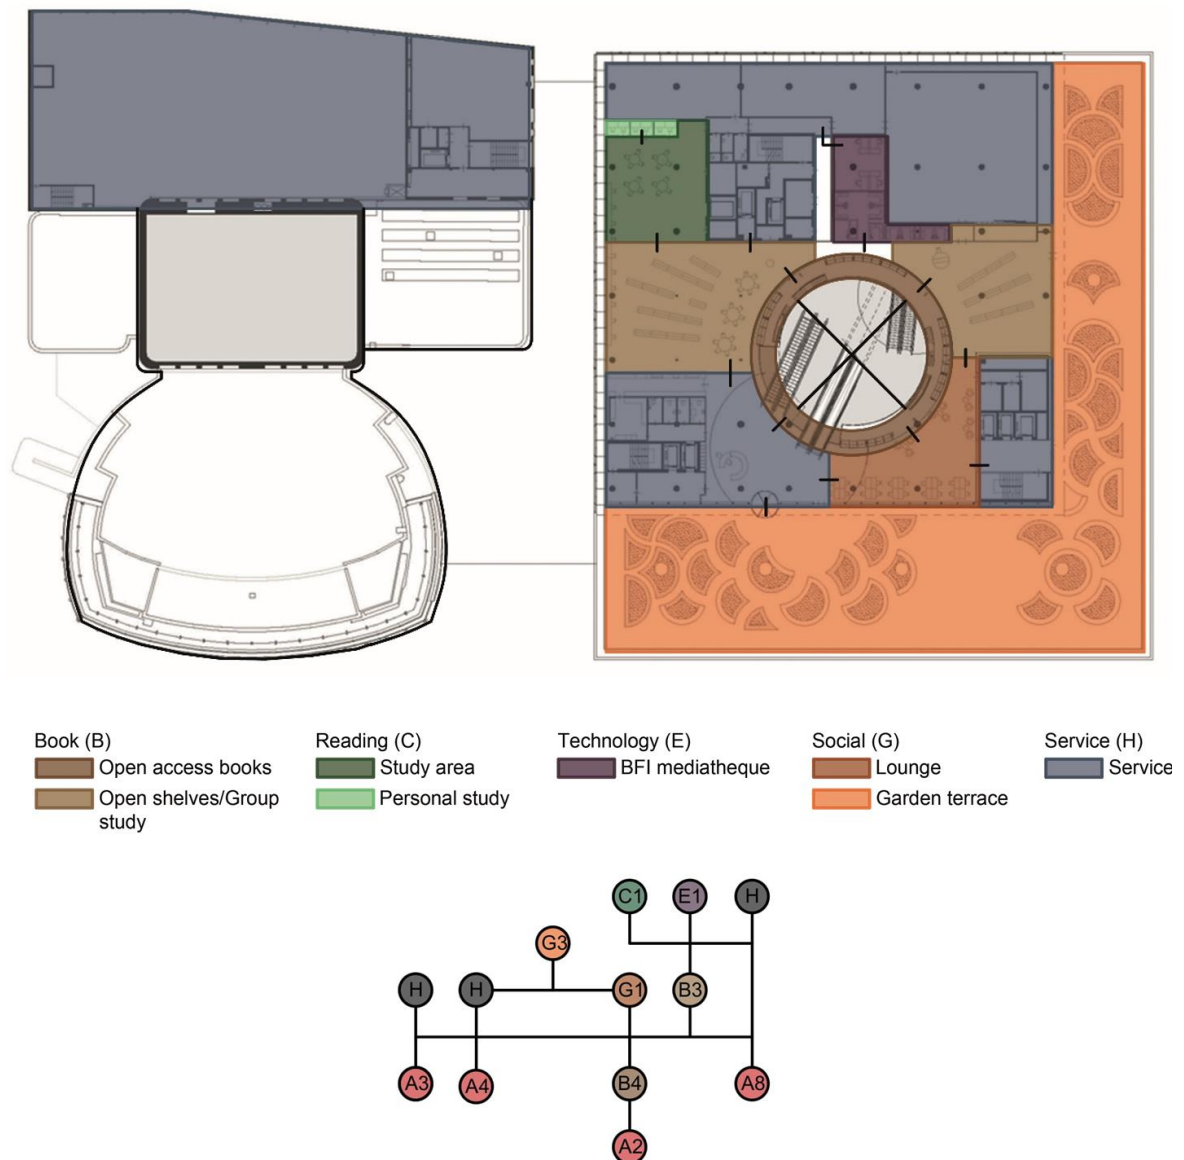 Book (B)
Open access books
Open shelves/Group
study
Reading (C)
Study area
Personal study
Technology (E)
BFI mediatheque
Social (G)
Lounge
Garden terrace
Service (H)
Service
C1 E1 H
G3
H H G1 B3
A3 A4 B4 A8
A2